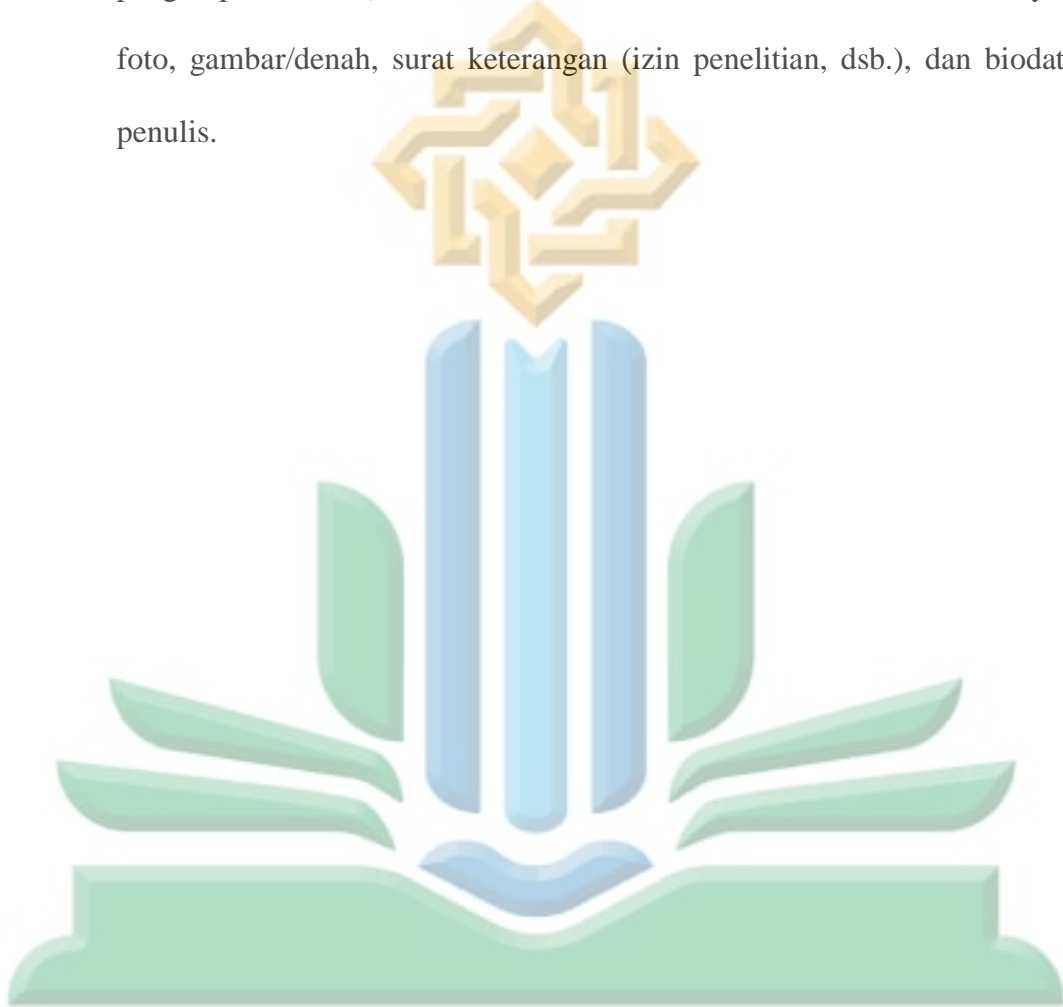 foto, gambar/denah, surat keterangan (izin penelitian, dsb.), dan biodat
penulis.